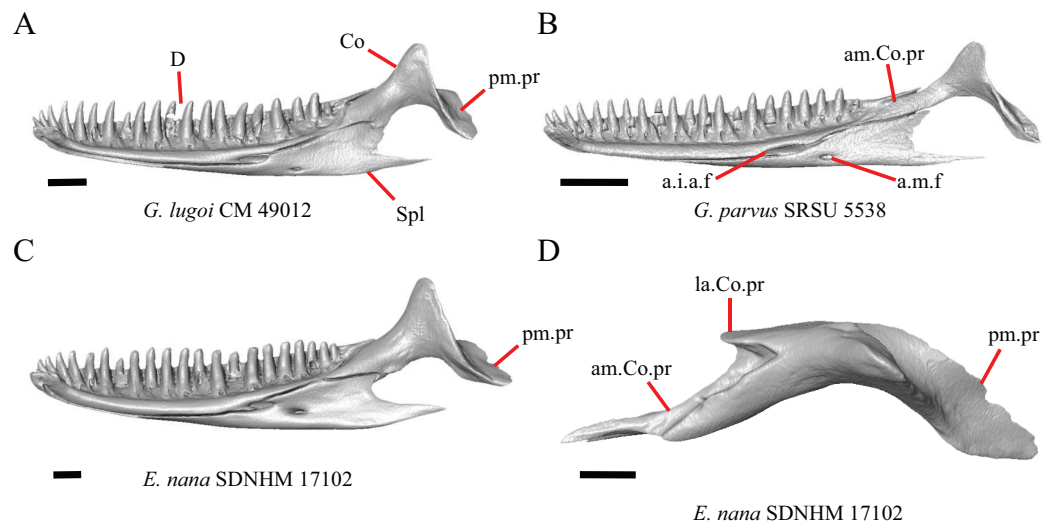 A
D
Co
pm.pr
Spl
G. lugoi CM 49012
B
am.Co.pr
a.i.a.f
a.m.f
G. parvus SRSU 5538
C
pm.pr
E. nana SDNHM 17102
D
la.Co.pr
am.Co.pr
pm.pr
E. nana SDNHM 17102